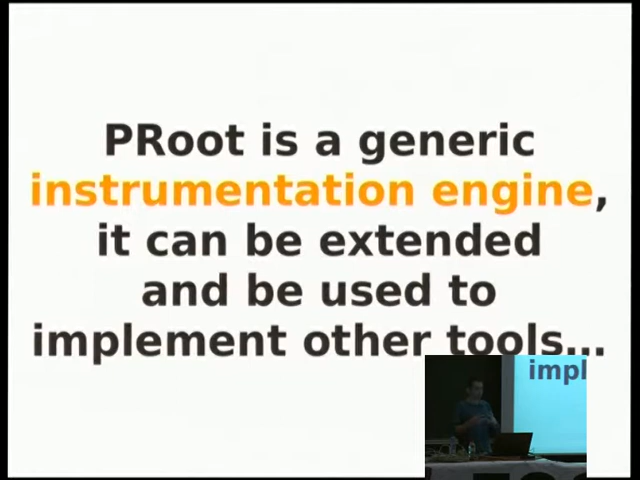 PRoot is a generic
instrumentation engine,
it can be extended
and be used to
implement other tools...
impl